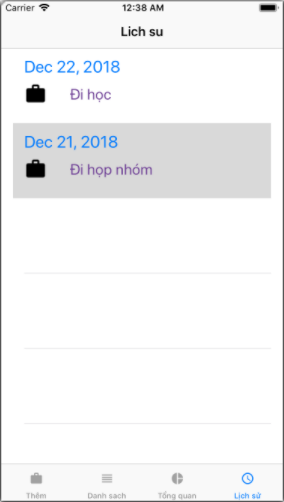 Carrier 12:38 AM
Lich su
Dec 22, 2018
Đi học
Dec 21, 2018
Đi họp nhóm
Thêm Danh sach Tổng quan Lịch sử